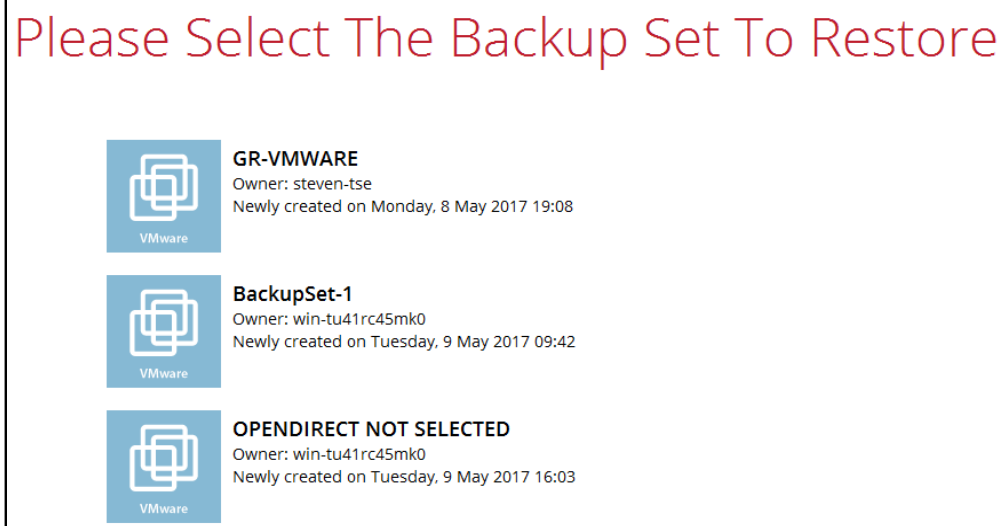 Please Select The Backup Set To Restore
GR-VMWARE
Owner: steven-tse
Newly created on Monday, 8 May 2017 19:08
VMware
BackupSet-1
Owner: win-tu41rc45mk0
Newly created on Tuesday, 9 May 2017 09:42
VMware
OPENDIRECT NOT SELECTED
Owner: win-tu41rc45mk0
Newly created on Tuesday, 9 May 2017 16:03
VMware